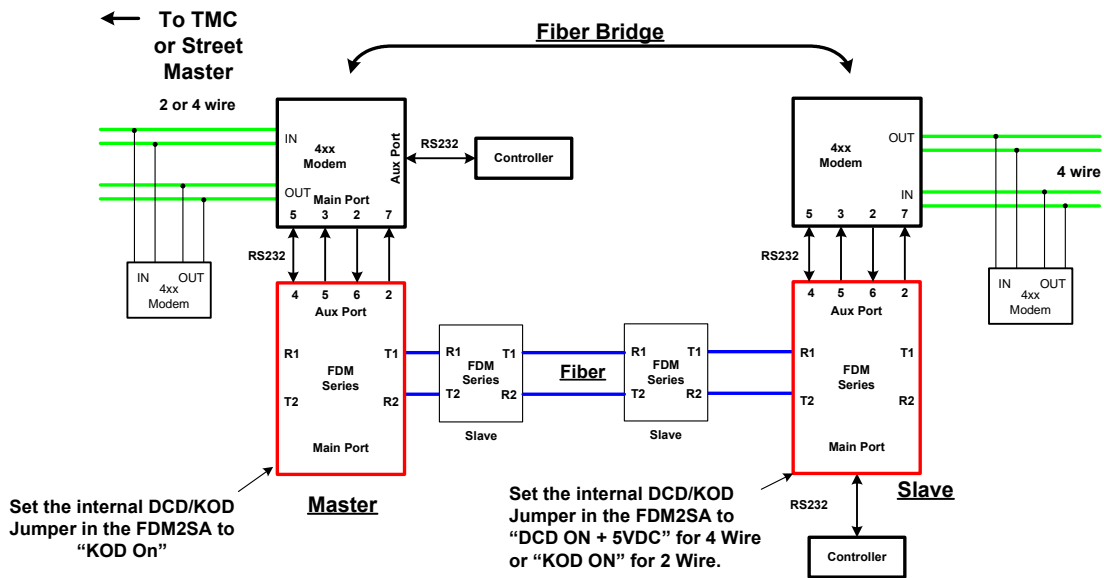 To TMC
or Street
Master
Fiber Bridge
2 or 4 wire
IN
4xx
Modem
Aux Port
OUT
Main Port
5 3 2 7
RS232
Controller
OUT
4xx
Modem
IN
5 3 2 7
4 wire
RS232
RS232
IN OUT
4xx
Modem
IN OUT
4xx
Modem
4 5 6 2
Aux Port
R1 T1
FDM
Series
T2 R2
Main Port
R1 T1
FDM
Series
T2 R2
Slave
Fiber
R1 T1
FDM
Series
T2 R2
Slave
4 5 6 2
Aux Port
R1 T1
FDM
Series
T2 R2
Main Port
Set the internal DCD/KOD
Jumper in the FDM2SA to
“KOD On”
Master
Set the internal DCD/KOD
Jumper in the FDM2SA to
“DCD ON + 5VDC” for 4 Wire
or “KOD ON” for 2 Wire.
RS232
Slave
Controller